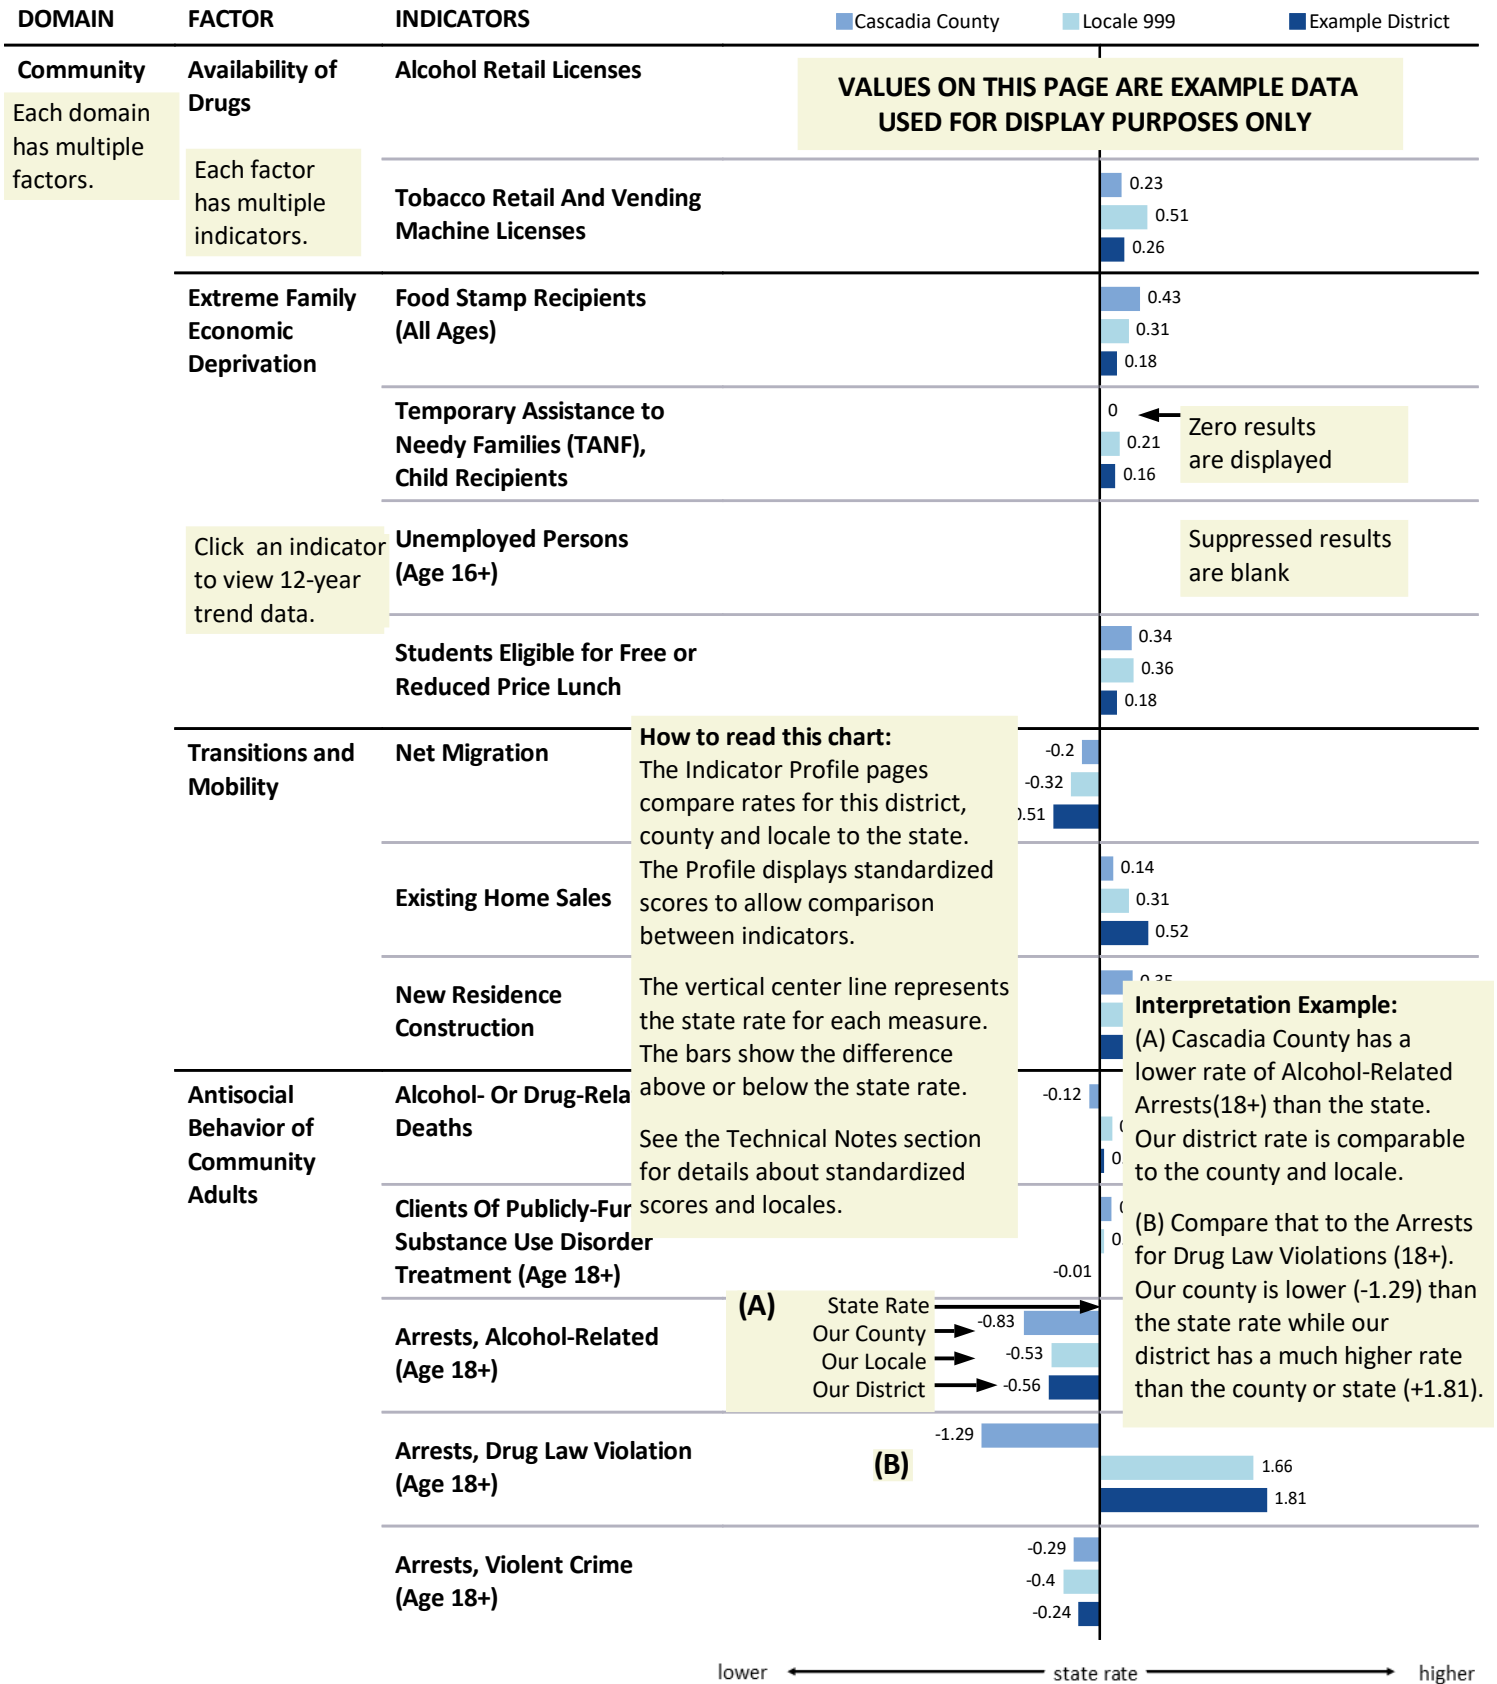 DOMAIN FACTOR INDICATORS Cascadia County Locale 999 Example District
Community
Each domain
has multiple
factors.
Availability of
Drugs
Each factor
has multiple
indicators.
Alcohol Retail Licenses
VALUES ON THIS PAGE ARE EXAMPLE DATA
USED FOR DISPLAY PURPOSES ONLY
Tobacco Retail And Vending
Machine Licenses
0.23
0.51
0.26
Extreme Family
Economic
Deprivation
Food Stamp Recipients
(All Ages)
0.43
0.31
0.18
Temporary Assistance to
Needy Families (TANF),
Child Recipients
0
0.21
0.16
Zero results
are displayed
Click an indicator
to view 12-year
trend data.
Unemployed Persons
(Age 16+)
Suppressed results
are blank
Students Eligible for Free or
Reduced Price Lunch
0.34
0.36
0.18
Transitions and
Mobility
Net Migration
-0.2
-0.32
.51
How to read this chart:
The Indicator Profile pages
compare rates for this district,
county and locale to the state.
The Profile displays standardized
scores to allow comparison
between indicators.
The vertical center line represents
the state rate for each measure.
The bars show the difference
above or below the state rate.
See the Technical Notes section
for details about standardized
scores and locales.
Existing Home Sales
0.14
0.31
0.52
New Residence
Construction
Interpretation Example:
(A) Cascadia County has a
lower rate of Alcohol-Related
Arrests(18+) than the state.
Our district rate is comparable
to the county and locale.
(B) Compare that to the Arrests
for Drug Law Violations (18+).
Our county is lower (-1.29) than
the state rate while our
district has a much higher rate
than the county or state (+1.81).
Antisocial
Behavior of
Community
Adults
Alcohol- Or Drug-Rela
Deaths
-0.12
0.
Clients Of Publicly-Fu
Substance Use Disorder
Treatment (Age 18+)
0.
-0.01
Arrests, Alcohol-Related
(Age 18+)
(A)
State Rate
Our County
Our Locale
Our District
-0.83
-0.53
-0.56
Arrests, Drug Law Violation
(Age 18+)
(B)
-1.29
1.66
1.81
Arrests, Violent Crime
(Age 18+)
-0.29
-0.4
-0.24
lower state rate higher